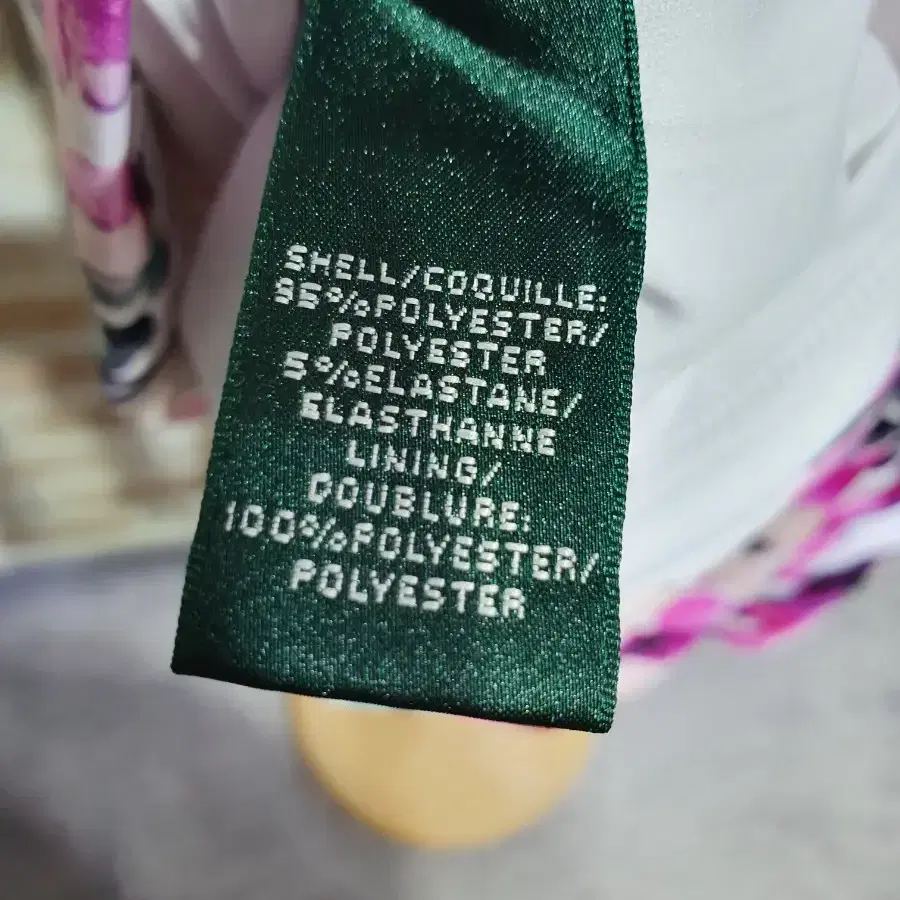 SHELL/COQUILLE:
95%POLYESTER/
POLYESTER
5%ELASTANE/
ELASTHANNE
LINING/
DOUBLURE:
100%POLYESTER/
POLYESTER